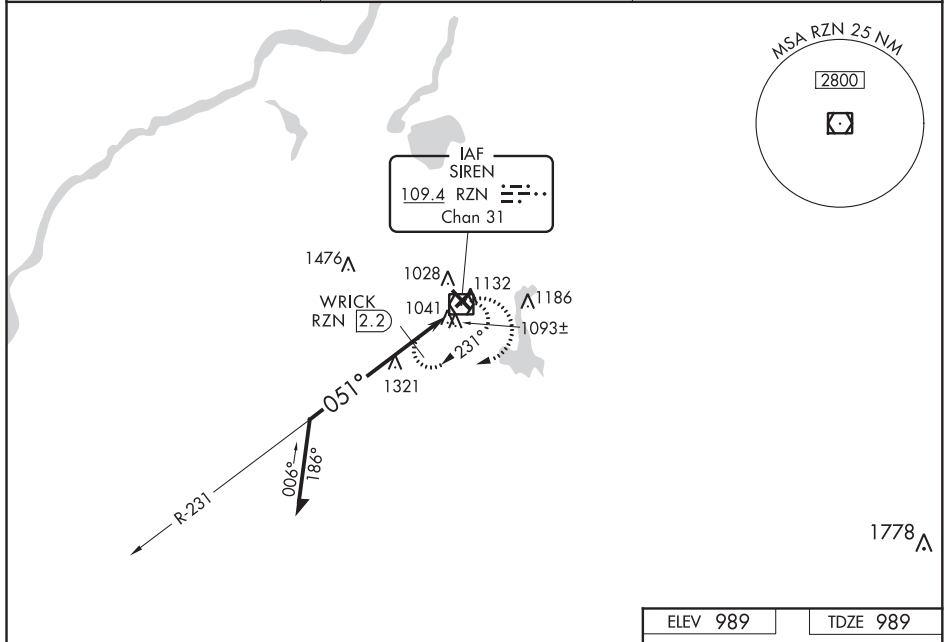 MSA RZN 25 NM
2800
IAF
SIREN
109.4 RZN
Chan 31
1476
1028
1132
WRICK
RZN 2.2
1041
1186
1093±
231°
1321
051°
006°
186°
R-231
1778
ELEV 989
TDZE 989